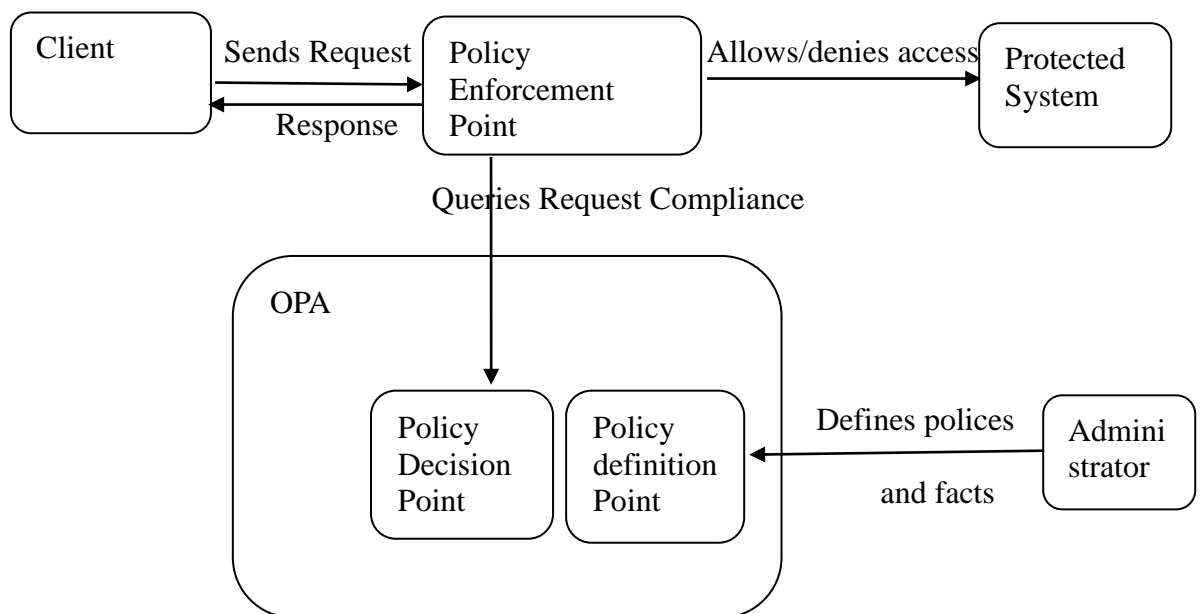 Client
Sends Request
Response
Policy
Enforcement
Point
Allows/denies access
Protected
System
Queries Request Compliance
OPA
Policy
Decision
Point
Policy
definition
Point
Defines polices
and facts
Admini
strator